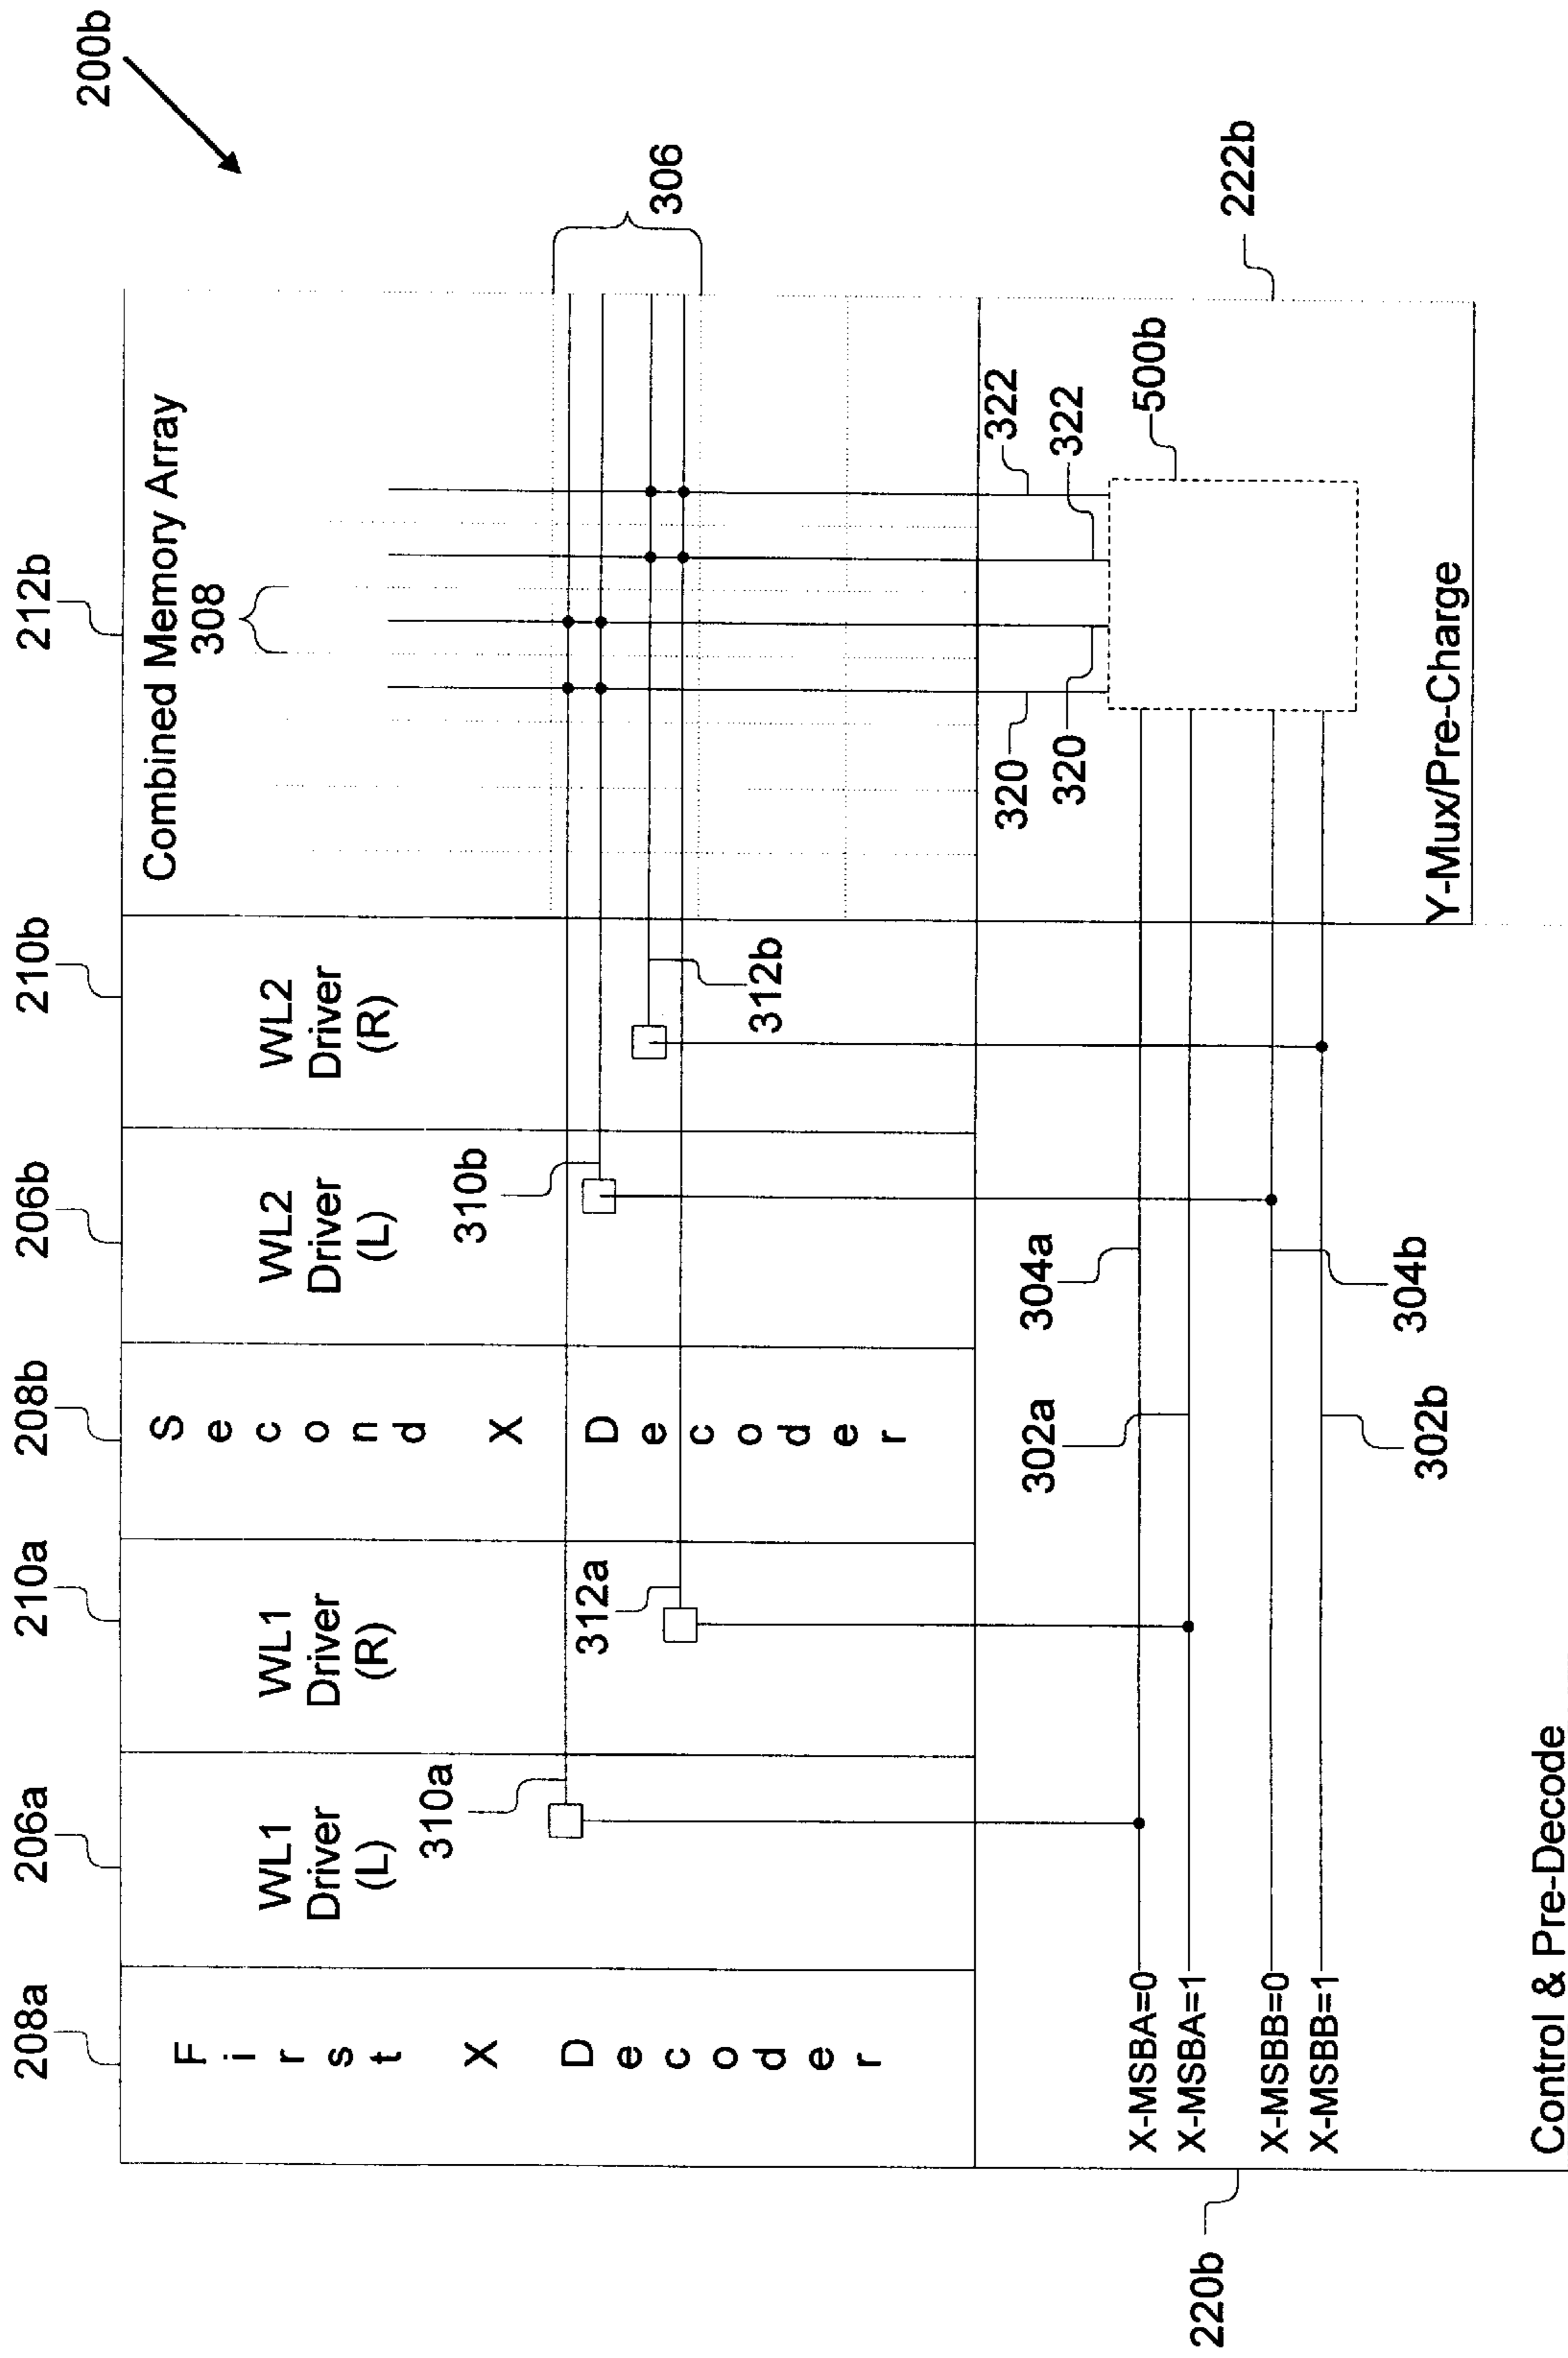 200b
208a
206a
210a
208b
206b
210b
212b
First X Decoder
WL1
Driver
(L)
WL1
Driver
(R)
Second X Decoder
WL2
Driver
(L)
WL2
Driver
(R)
Combined Memory Array
308
306
310a
312a
310b
312b
322
322
320
320
500b
222b
302a
304a
X-MSBA=0
X-MSBA=1
X-MSBB=0
X-MSBB=1
302b
304b
Y-Mux/Pre-Charge
220b
Control & Pre-Decode